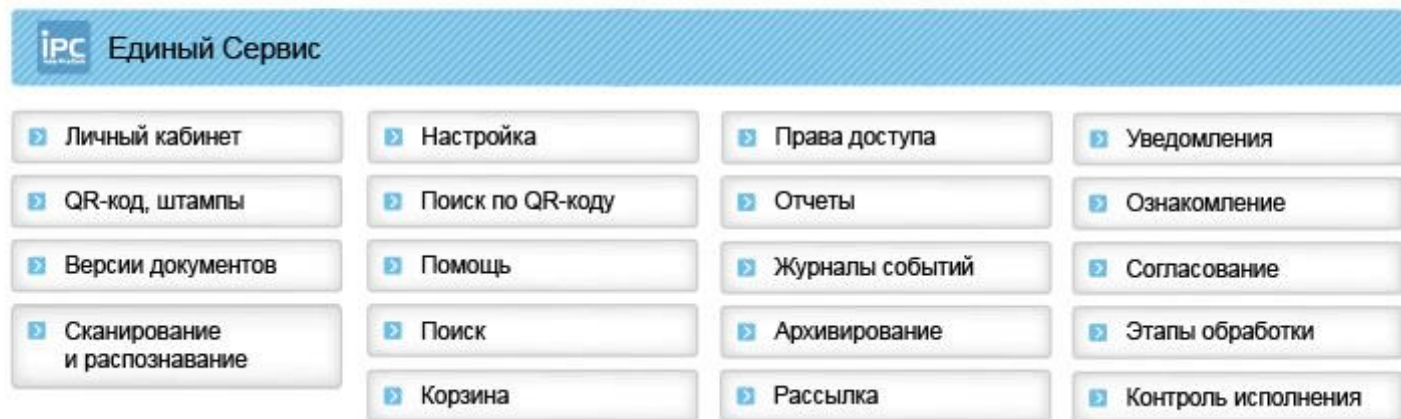 iPC Единый Сервис
Личный кабинет
QR-код, штампы
Версии документов
Сканирование
и распознавание
Настройка
Поиск по QR-коду
Помощь
Поиск
Корзина
Права доступа
Отчеты
Журналы событий
Архивирование
Рассылка
Уведомления
Ознакомление
Согласование
Этапы обработки
Контроль исполнения